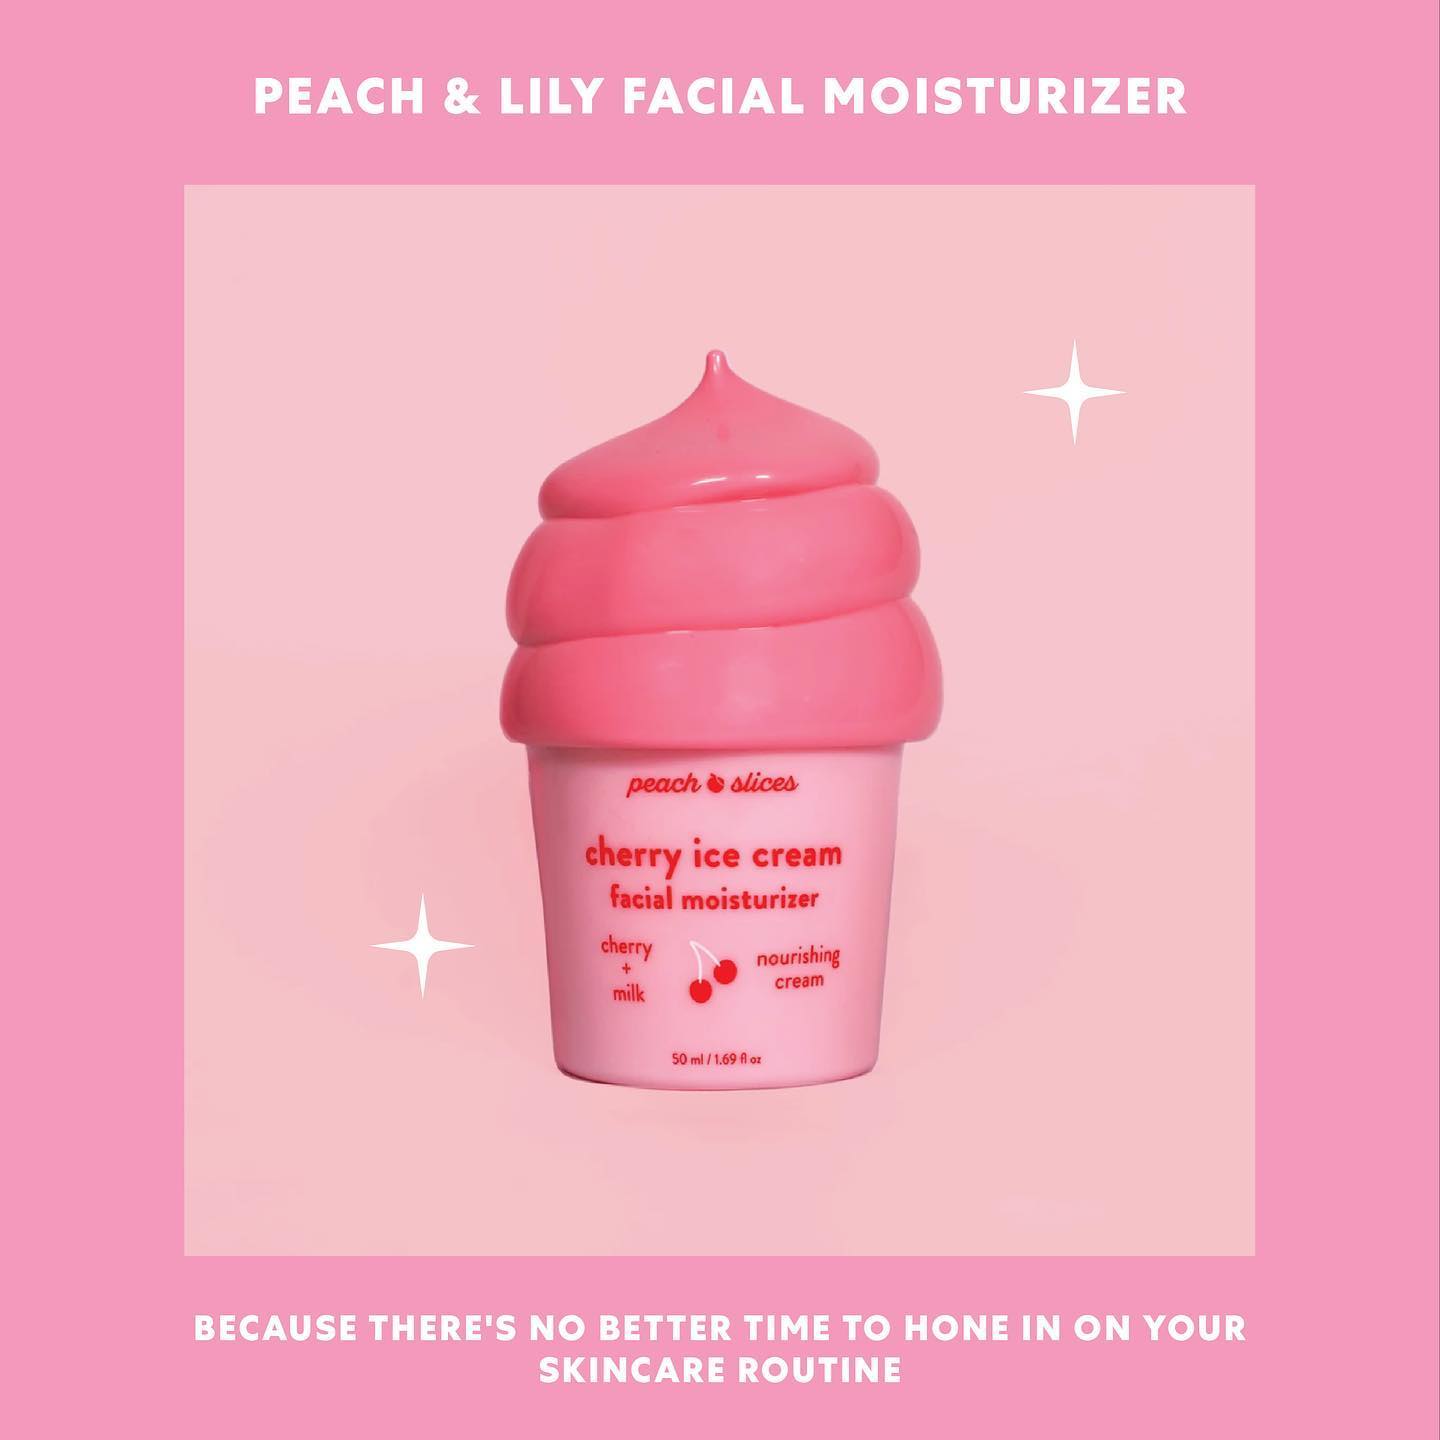 PEACH & LILY FACIAL MOISTURIZER
peach slices
cherry ice cream
facial moisturizer
cherry
+
milk
nourishing
cream
50 ml / 1.69 fl oz
BECAUSE THERE'S NO BETTER TIME TO HONE IN ON YOUR
SKINCARE ROUTINE